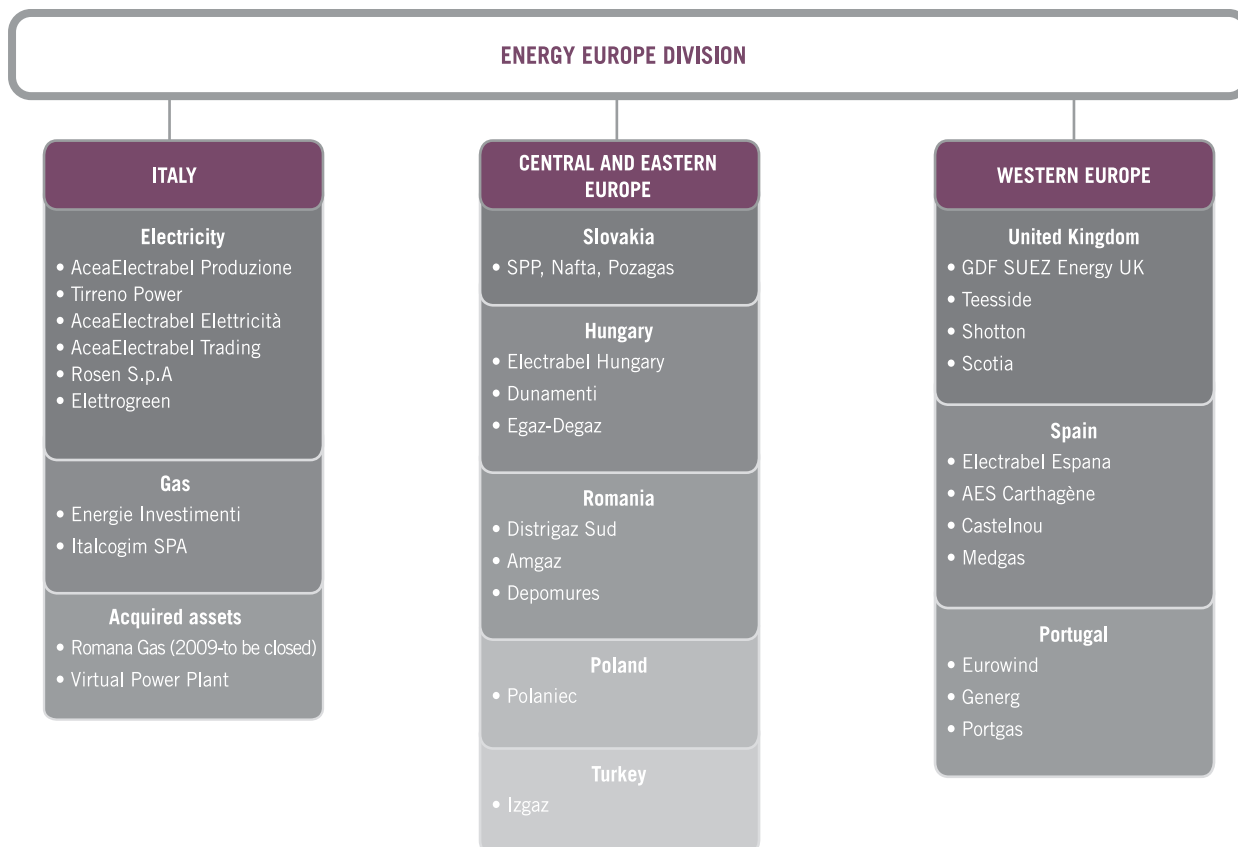 ENERGY EUROPE DIVISION
ITALY
Electricity
• AceaElectrabel Produzione
• Tirreno Power
• AceaElectrabel Elettricità
• AceaElectrabel Trading
• Rosen S.p.A
• Elettrogreen
Gas
• Energie Investimenti
• Italcogim SPA
Acquired assets
• Romana Gas (2009-to be closed)
• Virtual Power Plant
CENTRAL AND EASTERN
EUROPE
Slovakia
• SPP, Nafta, Pozagas
Hungary
• Electrabel Hungary
• Dunamenti
• Egaz-Degaz
Romania
• Distrigaz Sud
• Amgaz
• Depomures
Poland
• Polaniec
Turkey
• Izgaz
WESTERN EUROPE
United Kingdom
• GDF SUEZ Energy UK
• Teesside
• Shotton
• Scotia
Spain
• Electrabel Espana
• AES Carthagène
• Castelnou
• Medgas
Portugal
• Eurowind
• Generg
• Portgas